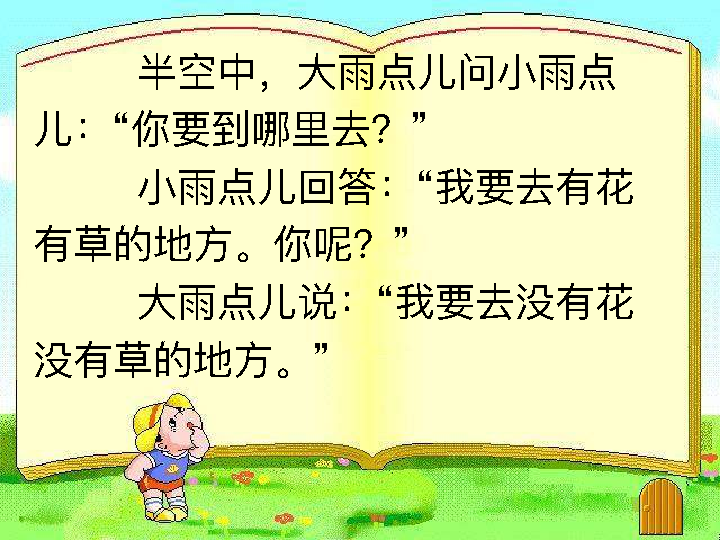 半空中，大雨点儿问小雨点
儿：“你要到哪里去？”
小雨点儿回答：“我要去有花
有草的地方。你呢？”
大雨点儿说：“我要去没有花
没有草的地方。”